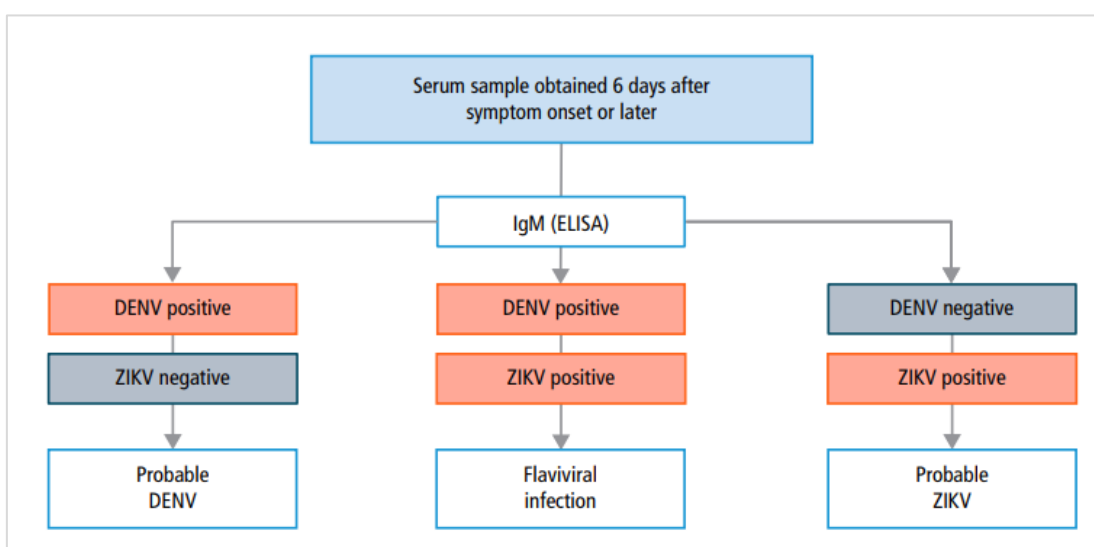 Serum sample obtained 6 days after
symptom onset or later
IgM (ELISA)
DENV positive
DENV positive
DENV negative
ZIKV negative
ZIKV positive
ZIKV positive
Probable
DENV
Flaviviral
infection
Probable
ZIKV